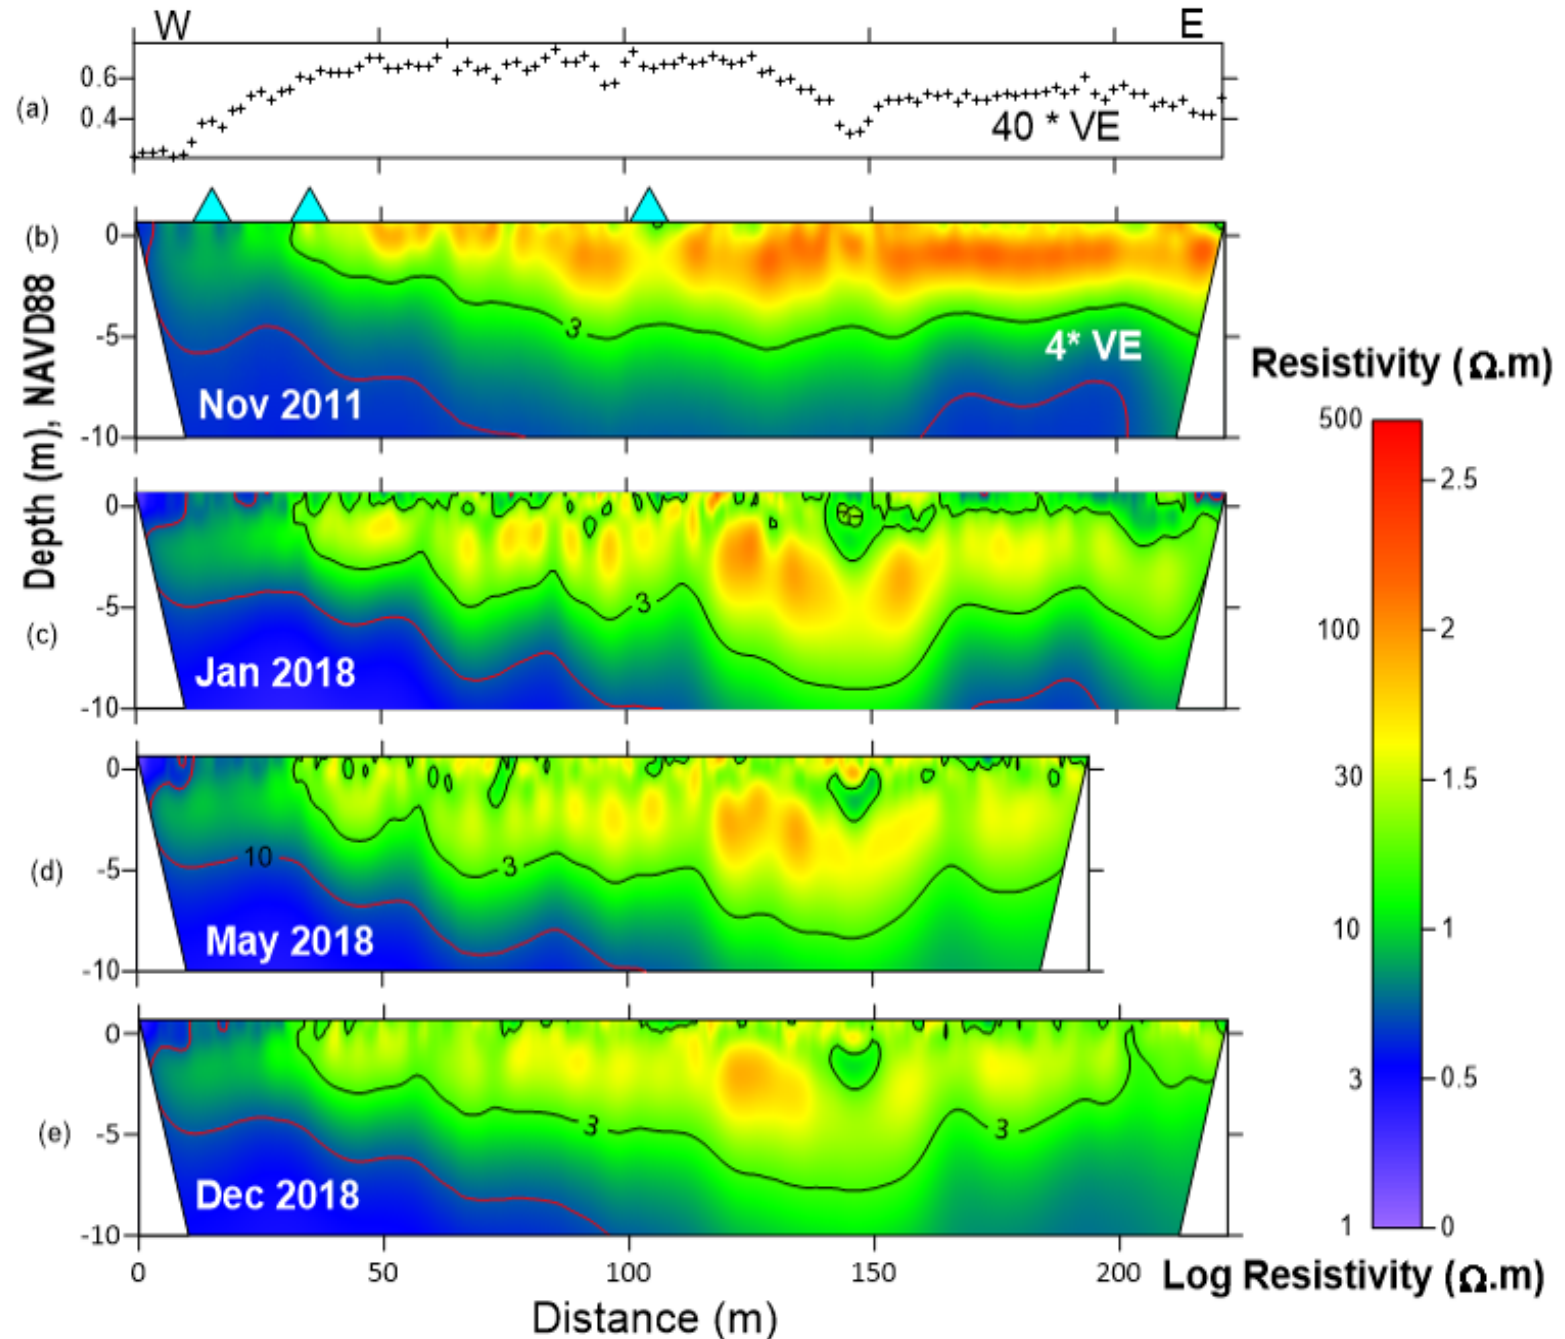 W E
(a) 0.6
0.4
40 * VE
Depth (m), NAVD88
(b) 0
-5
-10
3
4* VE
Nov 2011
(c) 0
-5
-10
3
Jan 2018
(d) 0
-5
-10
10 3
May 2018
(e) 0
-5
-10
3 3
Dec 2018
0 50 100 150 200
Distance (m)
Resistivity (Ω.m)
500
2.5
100 2
30 1.5
10 1
3 0.5
1 0
Log Resistivity (Ω.m)